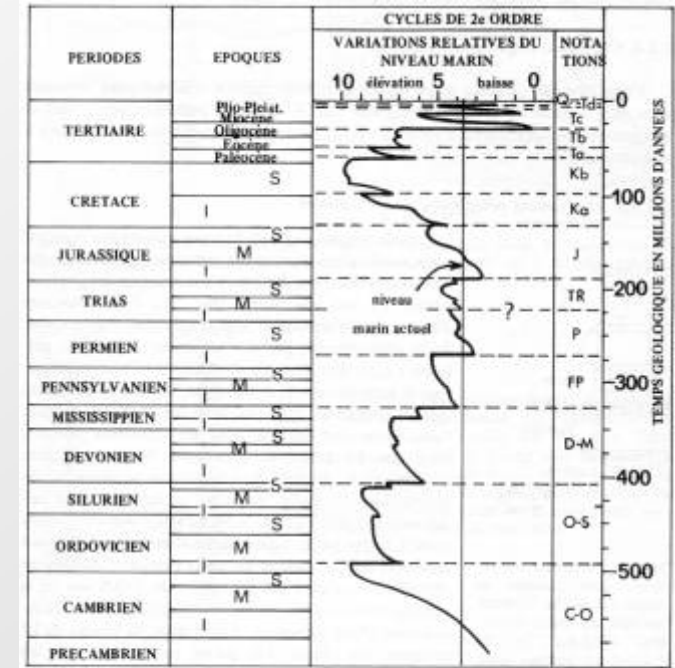 CYCLES DE 2e ORDRE
PERIODES
EPOQUES
VARIATIONS RELATIVES DU
NIVEAU MARIN
NOTA
TIONS
10 élévation 5 baisse 0
TERTIAIRE
Plio-Pleist.
Miocène
Oligocène
Eocène
Paléocène
Q
Tc
Tb
Ta
0
CRETACE
S
I
Kb
Ka
100
JURASSIQUE
S
M
I
J
TRIAS
S
M
I
niveau
marin actuel
?
TR
200
PERMIEN
S
I
P
PENNSYLVANIEN
S
M
I
FP
300
MISSISSIPPIEN
S
I
DEVONIEN
S
M
I
D-M
400
SILURIEN
S
M
I
ORDOVICIEN
S
M
I
O-S
500
CAMBRIEN
S
M
I
C-O
PRECAMBRIEN
TEMPS GEOLOGIQUE EN MILLIONS D'ANNEES